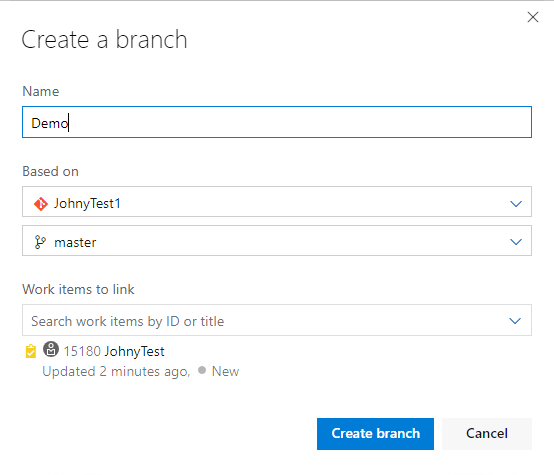 Create a branch
Name
Demo
Based on
JohnyTest1
master
Work items to link
Search work items by ID or title
15180 JohnyTest
Updated 2 minutes ago, New
Create branch Cancel